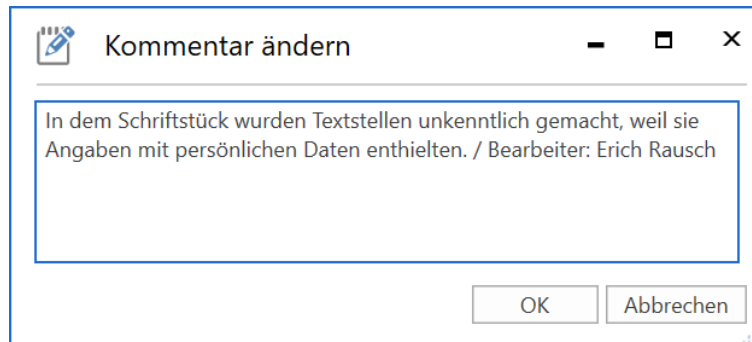 Kommentar ändern
In dem Schriftstück wurden Textstellen unkenntlich gemacht, weil sie
Angaben mit persönlichen Daten enthielten. / Bearbeiter: Erich Rausch
OK
Abbrechen